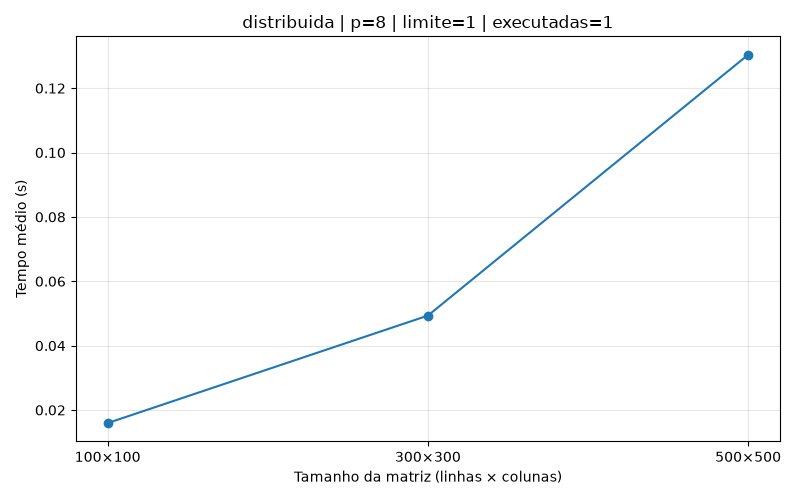 distribuida | p=8 | limite=1 | executadas=1
Tempo médio (s)
0.12
0.10
0.08
0.06
0.04
0.02
100×100 300×300 500×500
Tamanho da matriz (linhas × colunas)